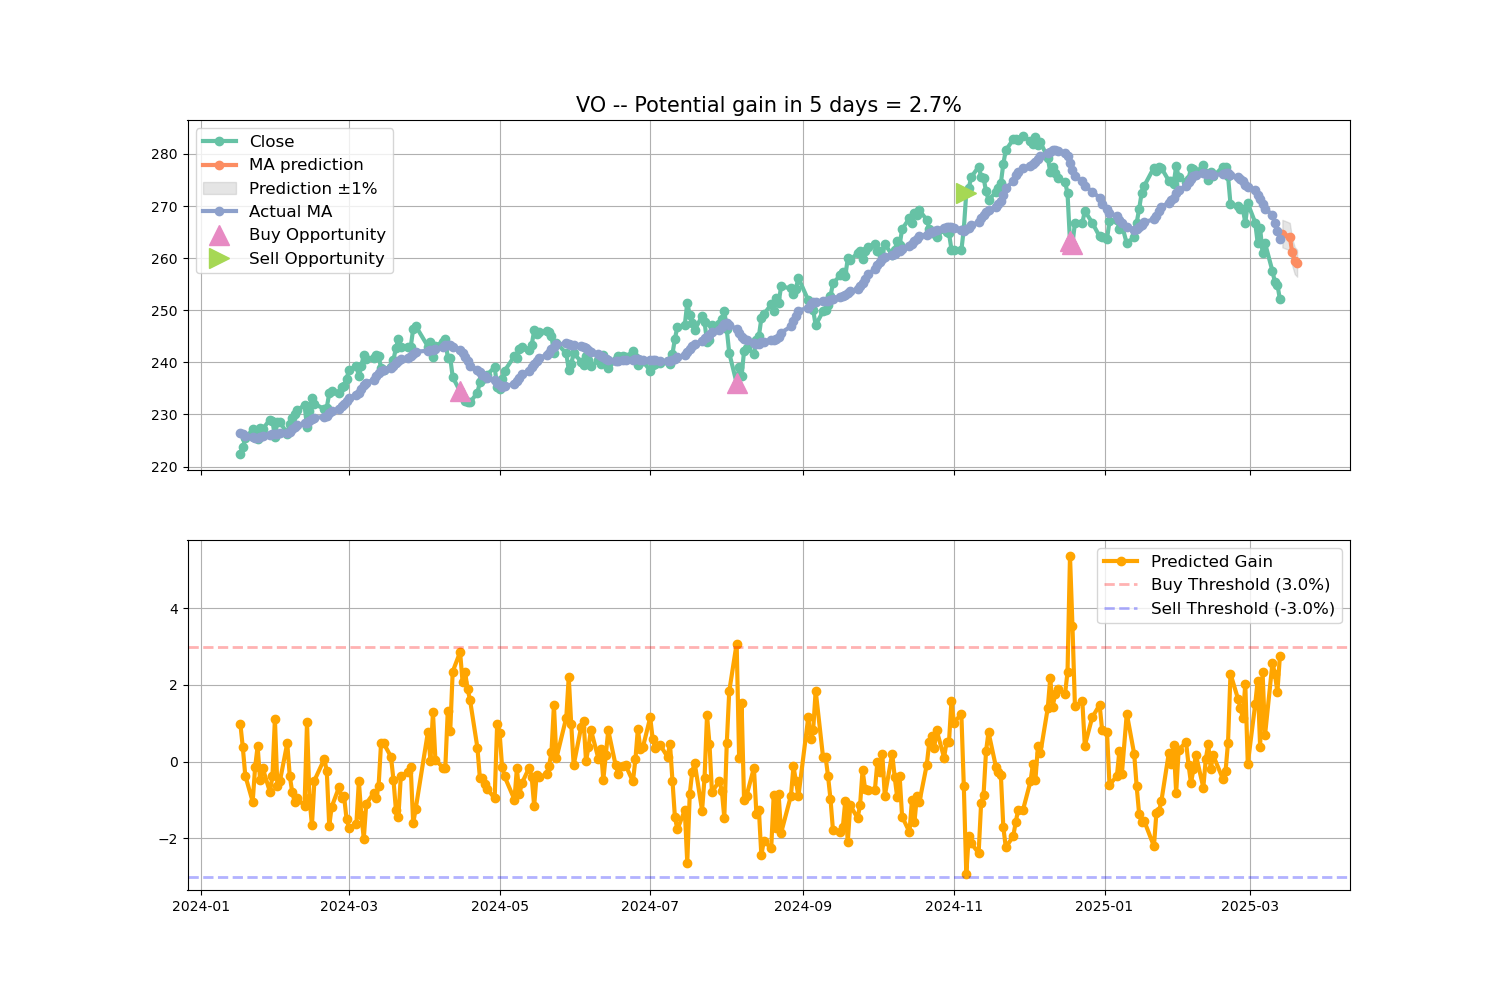 VO -- Potential gain in 5 days = 2.7%
Close
MA prediction
Prediction ±1%
Actual MA
Buy Opportunity
Sell Opportunity
280
270
260
250
240
230
220
Predicted Gain
Buy Threshold (3.0%)
Sell Threshold (-3.0%)
4
2
0
−2
2024-01 2024-03 2024-05 2024-07 2024-09 2024-11 2025-01 2025-03